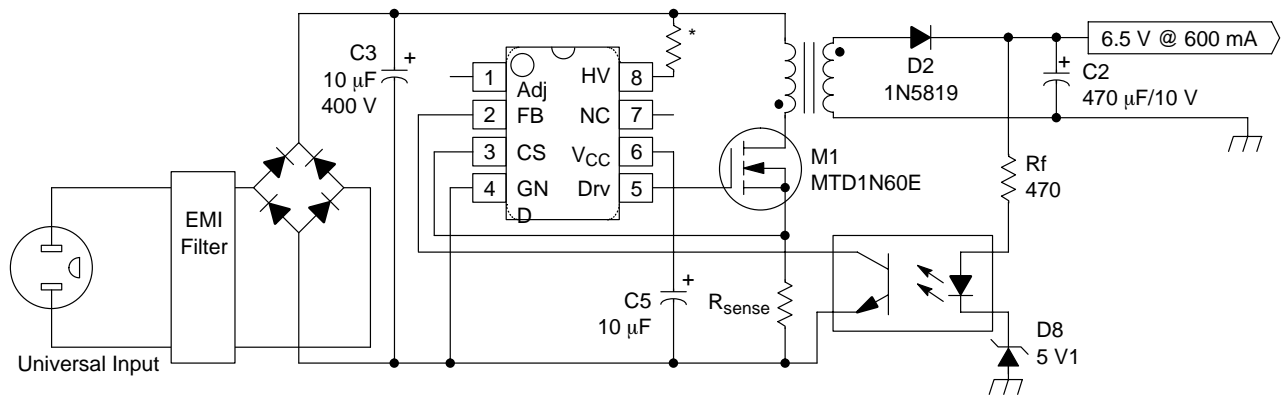 C3
10 μF
400 V
+
*
1
Adj
HV
8
2
FB
NC
7
3
CS
VCC
6
4
GN
D
Drv
5
D2
1N5819
6.5 V @ 600 mA
+
C2
470 μF/10 V
M1
MTD1N60E
Rf
470
EMI
Filter
Universal Input
+
C5
10 μF
Rsense
D8
5 V1